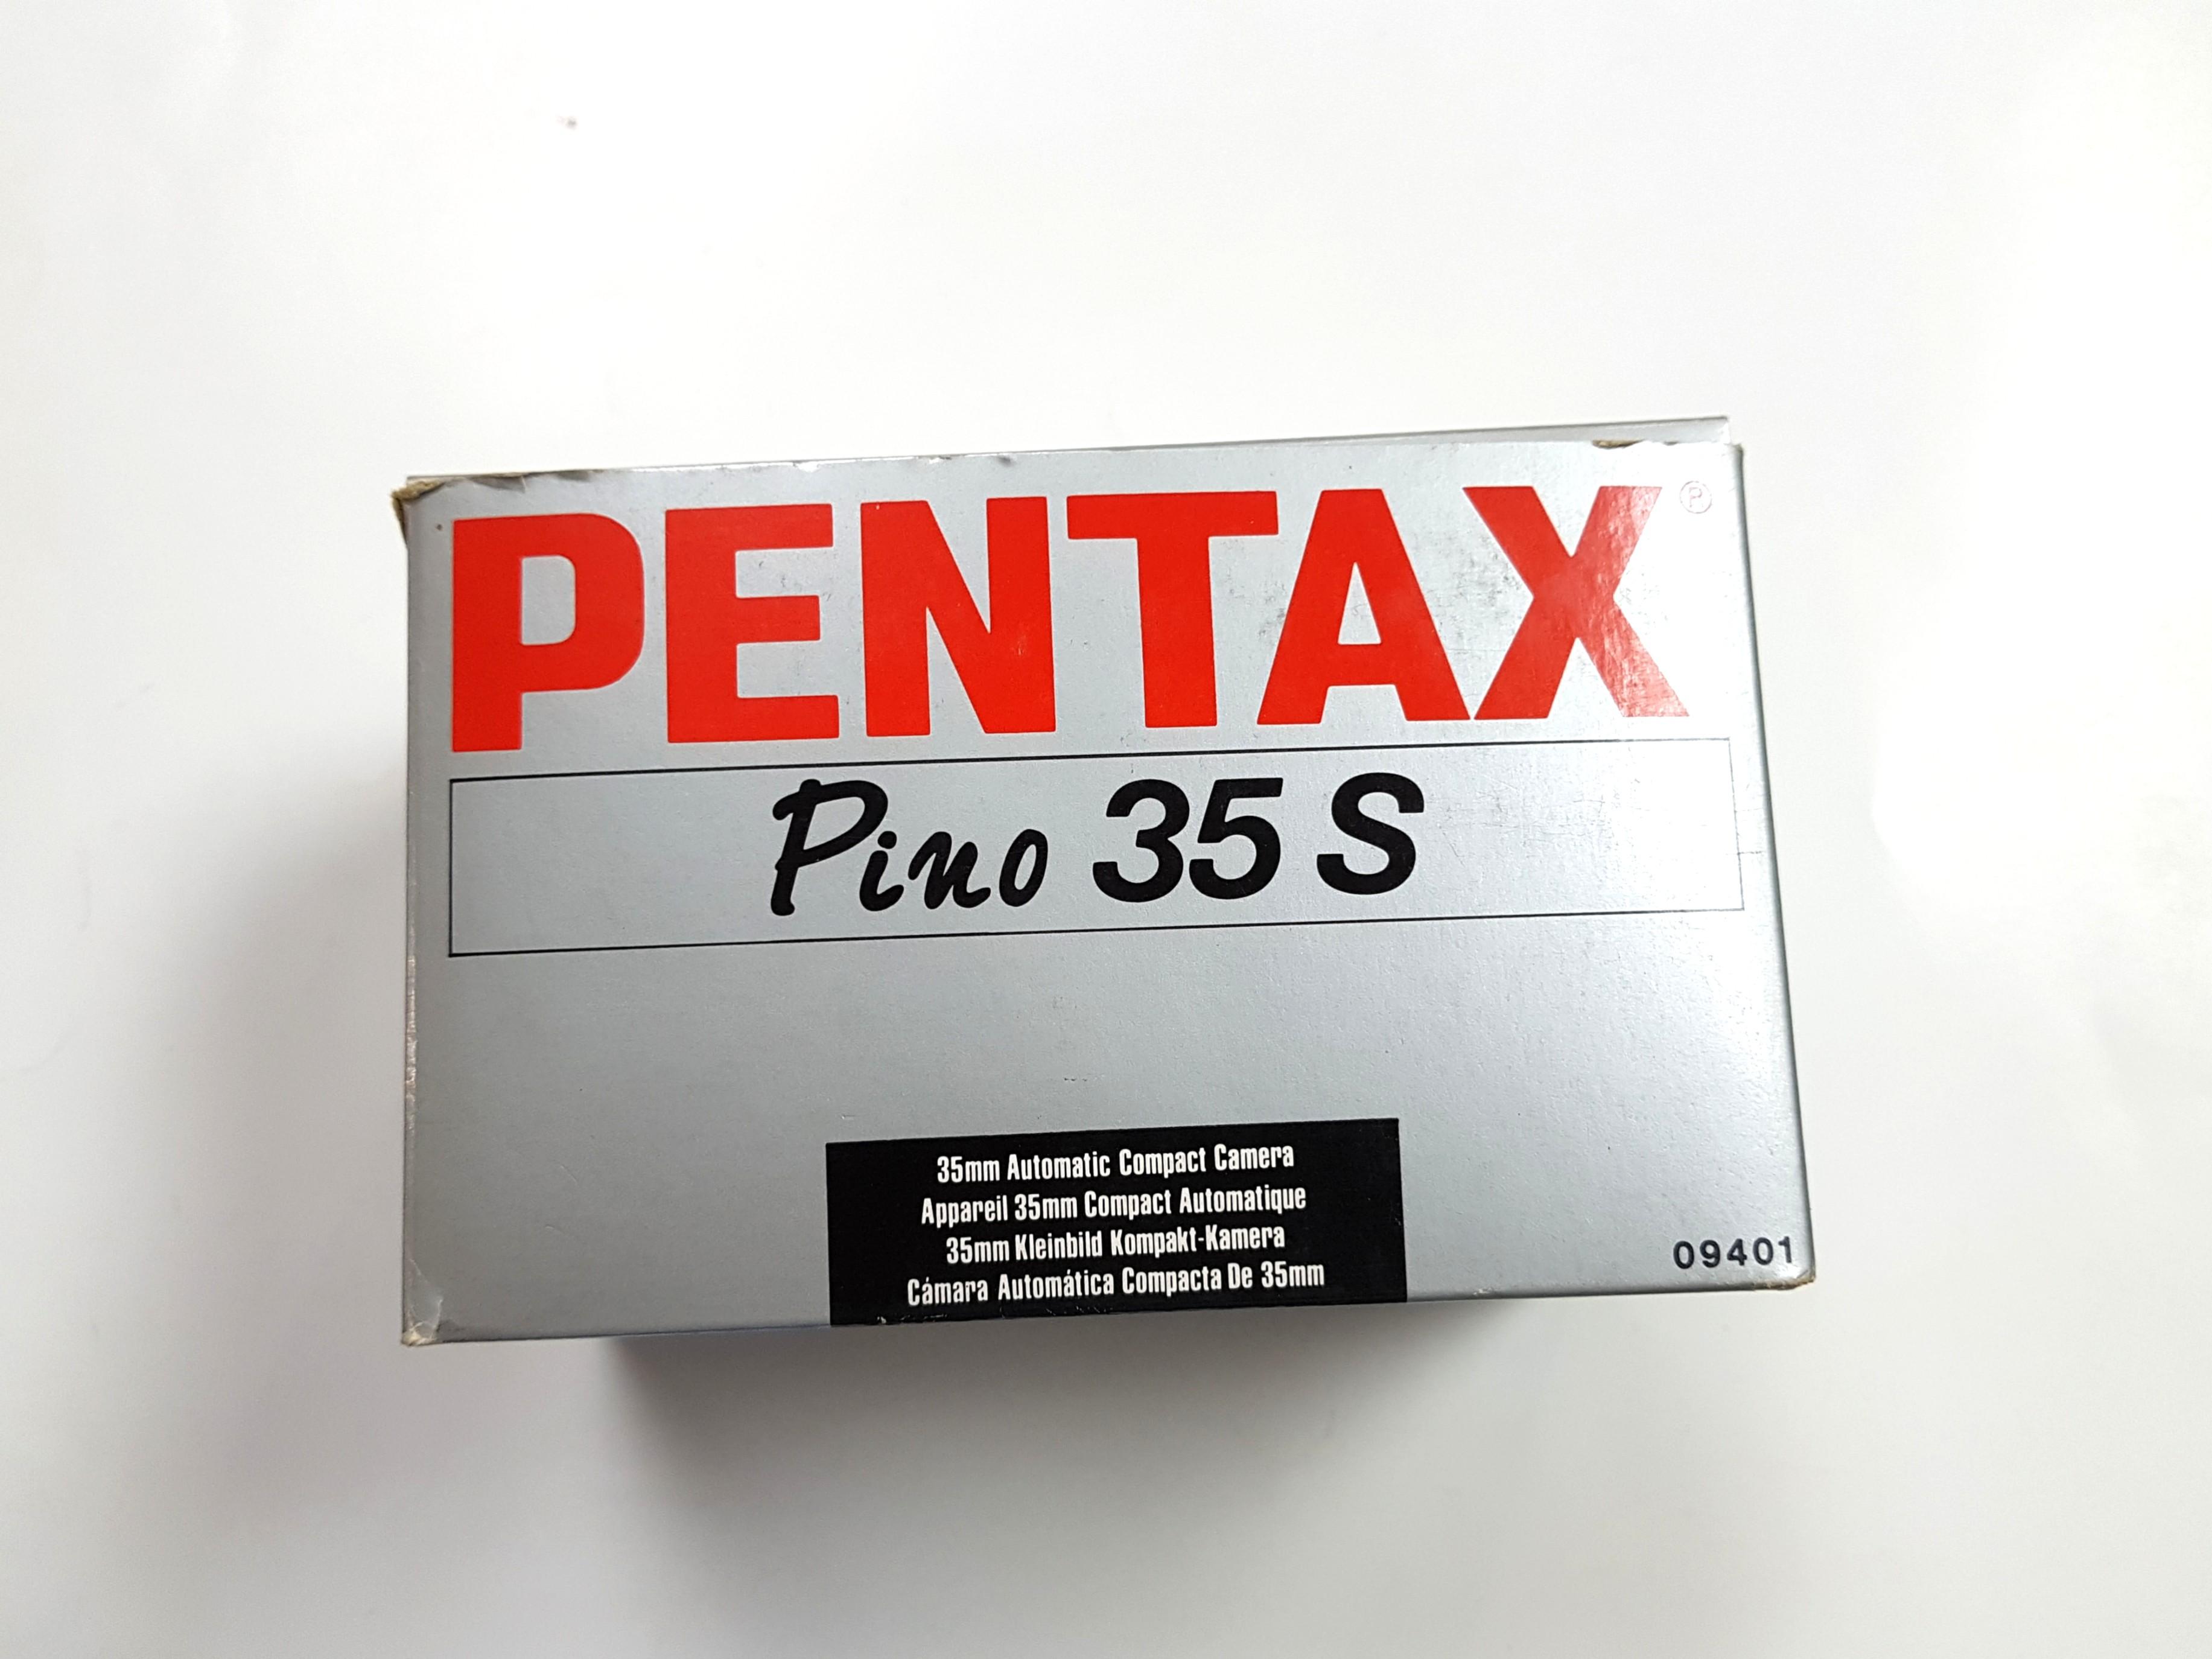 PENTAX®
Pino 35 S
35mm Automatic Compact Camera
Appareil 35mm Compact Automatique
35mm Kleinbild Kompakt-Kamera
Cámara Automática Compacta De 35mm
09401